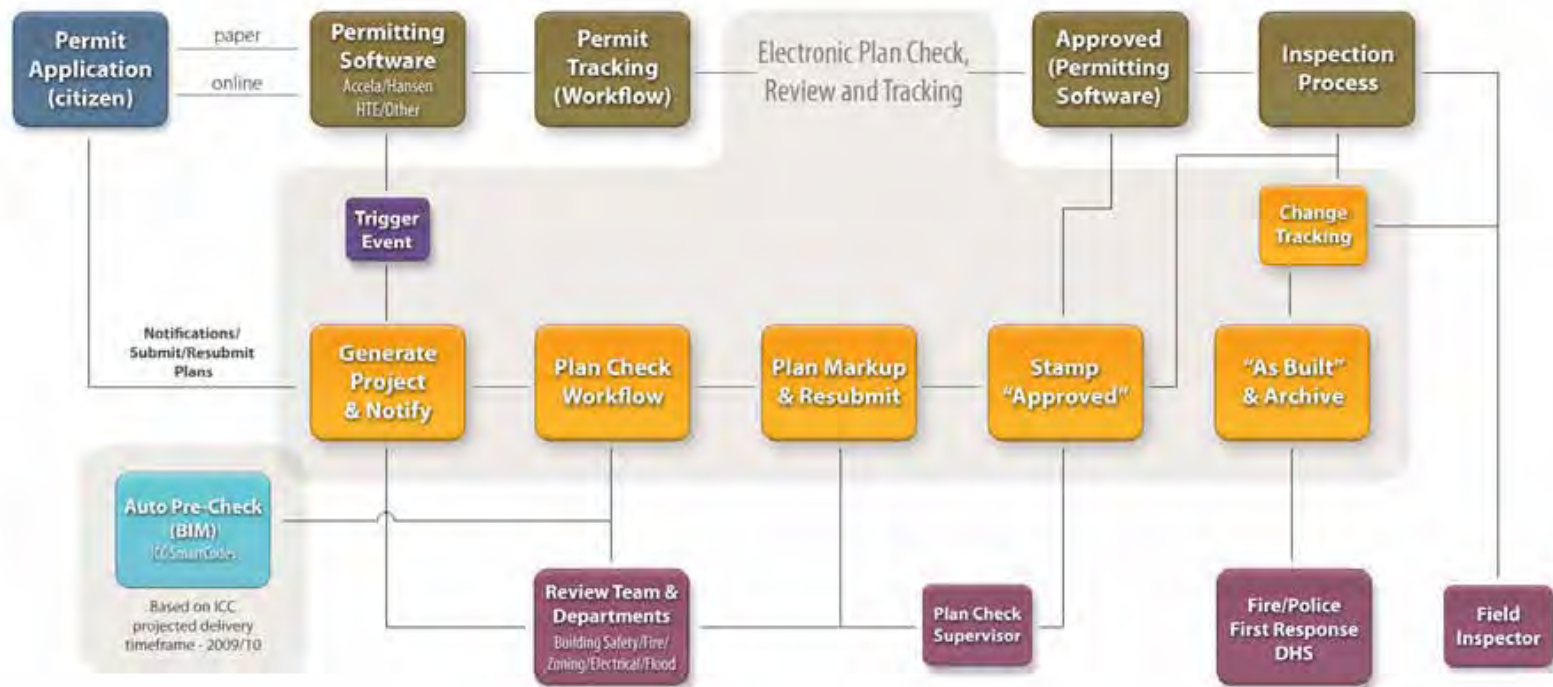 Permit
Application
(citizen)
paper
online
Permitting
Software
Accela/Hansen
HTE/Other
Permit
Tracking
(Workflow)
Electronic Plan Check,
Review and Tracking
Approved
(Permitting
Software)
Inspection
Process
Trigger
Event
Change
Tracking
Notifications/
Submit/Resubmit
Plans
Generate
Project
& Notify
Plan Check
Workflow
Plan Markup
& Resubmit
Stamp
“Approved”
“As Built”
& Archive
Auto Pre-Check
(BIM)
ICC SmartCodes
Based on ICC
projected delivery
timeframe - 2009/10
Review Team &
Departments
Building Safety/Fire/
Zoning/Electrical/Flood
Plan Check
Supervisor
Fire/Police
First Response
DHS
Field
Inspector